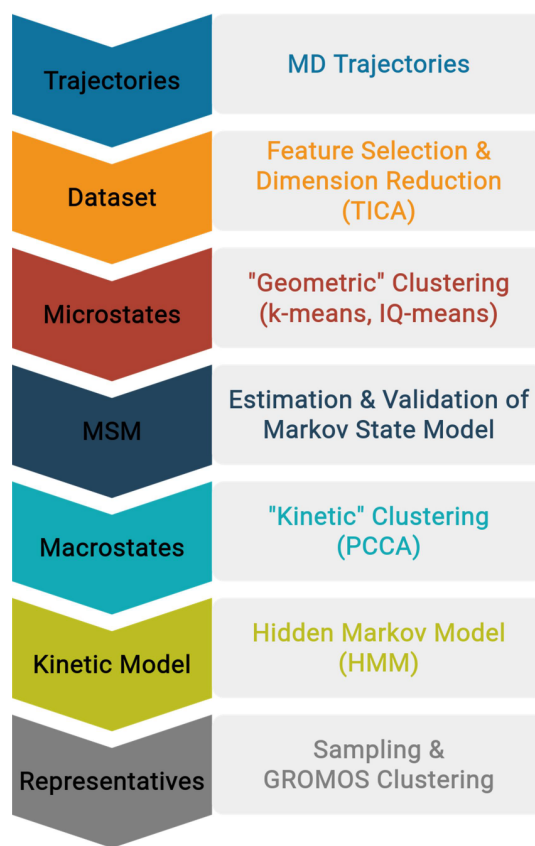 Trajectories
MD Trajectories
Dataset
Feature Selection &
Dimension Reduction
(TICA)
Microstates
"Geometric" Clustering
(k-means, IQ-means)
MSM
Estimation & Validation of
Markov State Model
Macrostates
"Kinetic" Clustering
(PCCA)
Kinetic Model
Hidden Markov Model
(HMM)
Representatives
Sampling &
GROMOS Clustering